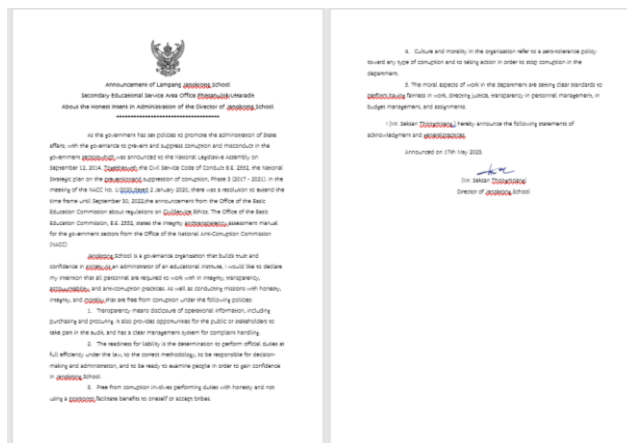 Announcement of Lampang Jangkrong School
Secondary Educational Service Area Office Phitsanulok Uttaradit
About the Honest Intent in Administration of the Director of Jangkrong School
************************************
As the government has set policies to promote the administration of State
affairs; with the governance to prevent and suppress corruption and misconduct in the
government was announced to the National Legislative Assembly on
September 12, 2014. the Civil Service Code of Conduct B.E. 2552, the National
Strategic plan on the suppression of corruption, Phase 3 (2017 - 2021). In
the meeting of the NACC No. dated 2 January 2020, there was a resolution to extend the
time frame until September 30, 2022;the announcement from the Office of the Basic
Education Commission about regulations on CivilService Ethics. The Office of the Basic
Education Commission, B.E. 2552, states the integrity andtransparency assessment manual
for the government sectors from the Office of the National Anti-Corruption Commission
(NACC)
School is a governance organisation that builds trust and
confidence in society. As an administrator of an educational institute, I would like to declare
my intention that all personnel are required to work with in integrity, transparency,
accountability, and anti-corruption practices. As well as conducting missions with honesty,
integrity, and that are free from corruption under the following policies:
1. Transparency means disclosure of operational information, including
purchasing and procuring. It also provides opportunities for the public or stakeholders to
take part in the audit, and has a clear management system for complaint handling.
2. The readiness for liability is the determination to perform official duties at
full efficiency under the law, to the correct methodology, to be responsible for decision-
making and administration, and to be ready to examine people in order to gain confidence
in School.
3. Free from corruption involves performing duties with honesty and not
using a facilitate benefits to oneself or accept bribes.
4. Culture and morality in the organisation refer to a zero-tolerance policy
toward any type of corruption and to taking action in order to stop corruption in the
department.
5. The moral aspects of work in the department are setting clear standards to
perform having fairness in work, directing justice, transparency in personnel management, in
budget management, and assignments.
I (Mr. Seksan ) hereby announce the following statements of
acknowledgment and generalpractices.
Announced on 17th May 2023.
(Mr. Seksan )
Director of School